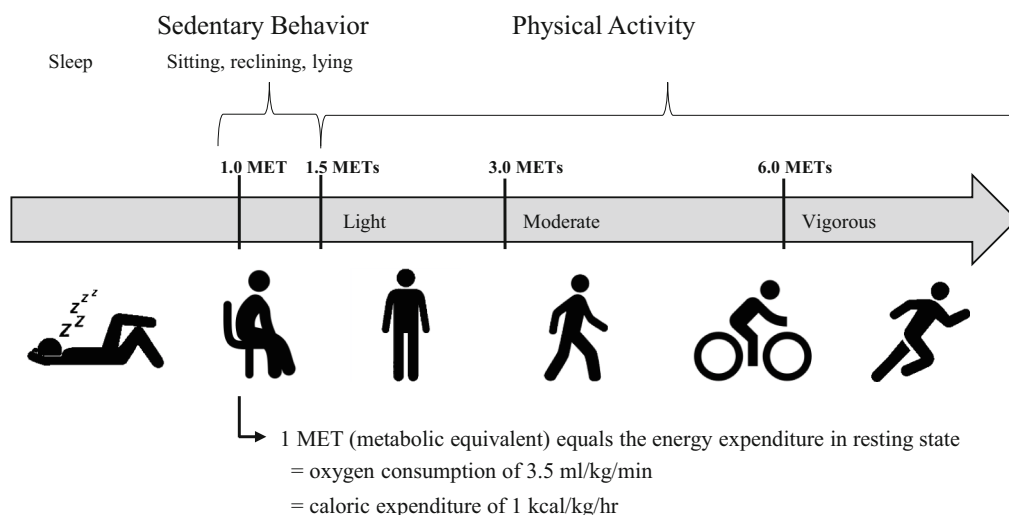 Sedentary Behavior
Physical Activity
Sleep
Sitting, reclining, lying
1.0 MET
1.5 METs
3.0 METs
6.0 METs
Light
Moderate
Vigorous
z z z z z
1 MET (metabolic equivalent) equals the energy expenditure in resting state
= oxygen consumption of 3.5 ml/kg/min
= caloric expenditure of 1 kcal/kg/hr